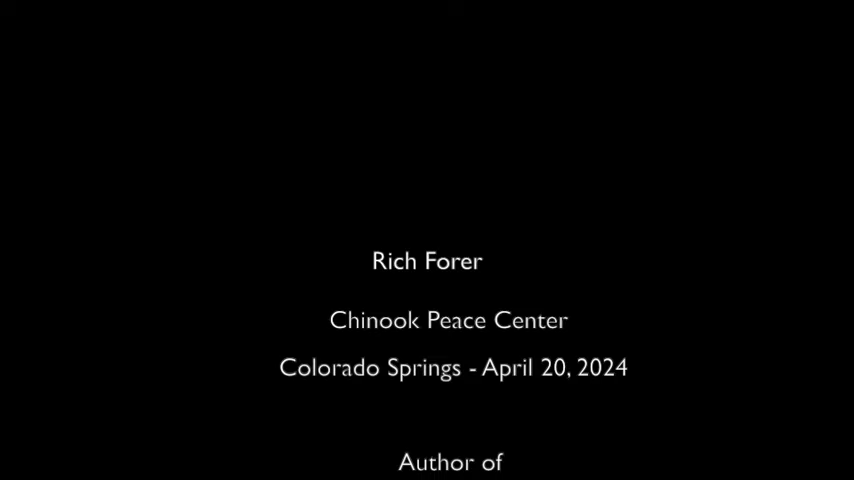 Rich Forer
Chinook Peace Center
Colorado Springs - April 20, 2024
Author of